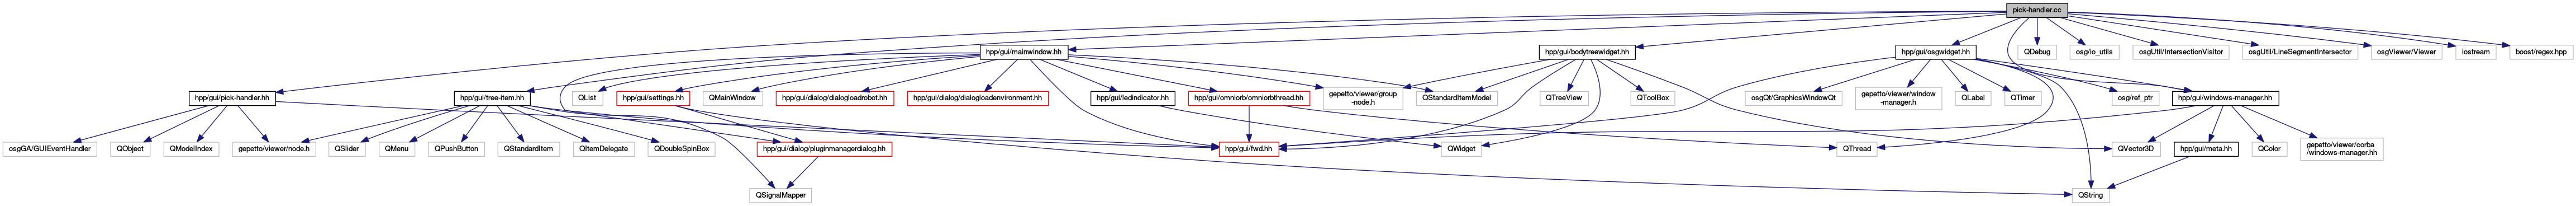 pick-handler.cc
hpp/gui/mainwindow.hh
hpp/gui/bodytreewidget.hh
hpp/gui/osgwidget.hh
QDebug
osg/io_utils
osgUtil/IntersectionVisitor
osgUtil/LineSegmentIntersector
osgViewer/Viewer
iostream
boost/regex.hpp
hpp/gui/pick-handler.hh
hpp/gui/tree-item.hh
QList
hpp/gui/settings.hh
QMainWindow
hpp/gui/dialog/dialogloadrobot.hh
hpp/gui/dialog/dialogloadenvironment.hh
hpp/gui/ledindicator.hh
hpp/gui/omniorb/omniorbthread.hh
gepetto/viewer/group
-node.h
QStandardItemModel
QTreeView
QToolBox
osgQt/GraphicsWindowQt
gepetto/viewer/window
-manager.h
QLabel
QTimer
osg/ref_ptr
hpp/gui/windows-manager.hh
osgGA/GUIEventHandler
QObject
QModelIndex
gepetto/viewer/node.h
QSlider
QMenu
QPushButton
QStandardItem
QItemDelegate
QDoubleSpinBox
hpp/gui/dialog/pluginmanagerdialog.hh
hpp/gui/fwd.hh
QWidget
QThread
QVector3D
hpp/gui/meta.hh
QColor
gepetto/viewer/corba
/windows-manager.hh
QSignalMapper
QString